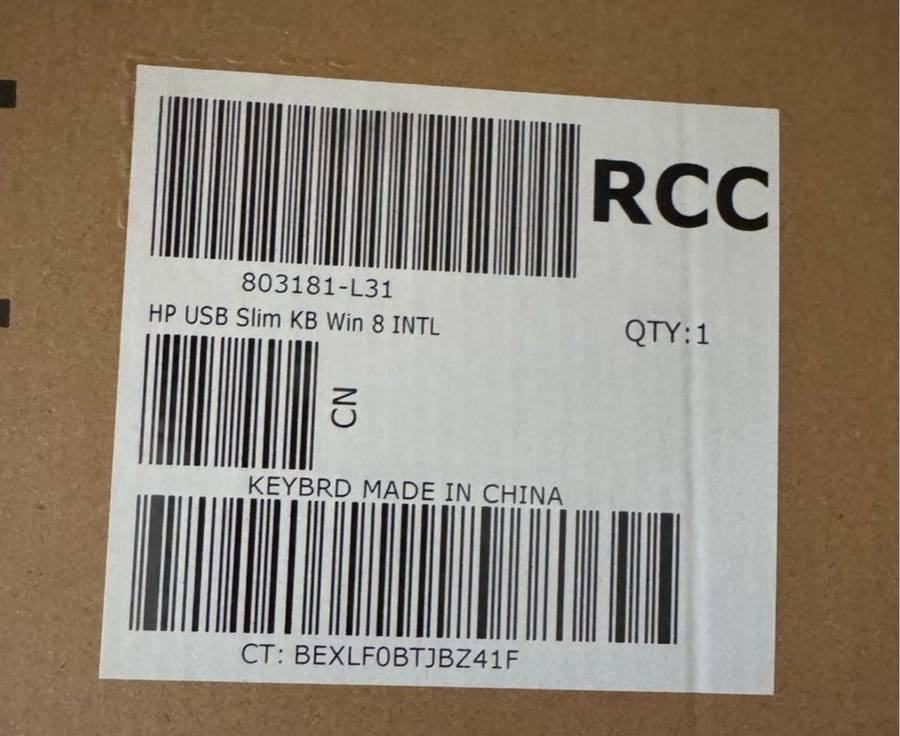 RCC
803181-L31
HP USB Slim KB Win 8 INTL
QTY:1
CN
KEYBRD MADE IN CHINA
CT: BEXLF0BTJBZ41F